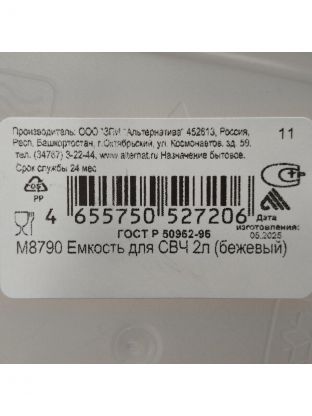 Производитель: ООО "ЗПИ "Альтернатива" 452613, Россия,
Респ. Башкортостан, г.Октябрьский, ул. Космонавтов, зд. 59.
тел. (34767) 3-22-44, www.alternat.ru Назначение бытовое.
Срок службы 24 мес
11
05
PP
4 655750 527206
Дата
изготовления:
05.2025
ГОСТ Р 50962-96
М8790 Емкость для СВЧ 2л (бежевый)